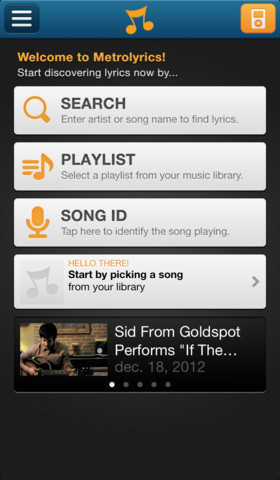 Welcome to Metrolyrics!
Start discovering lyrics now by...
SEARCH
Enter artist or song name to find lyrics.
PLAYLIST
Select a playlist from your music library.
SONG ID
Tap here to identify the song playing.
HELLO THERE!
Start by picking a song
from your library
Sid From Goldspot
Performs "If The...
dec. 18, 2012